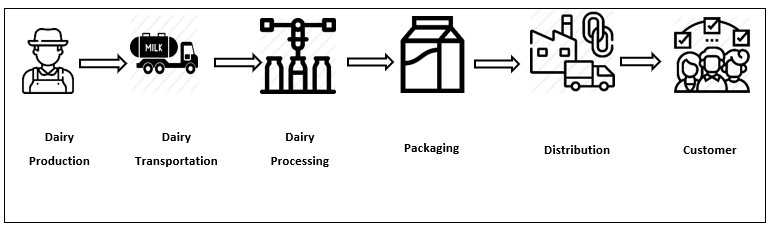 MILK
Dairy
Production
Dairy
Transportation
Dairy
Processing
Packaging
Distribution
Customer